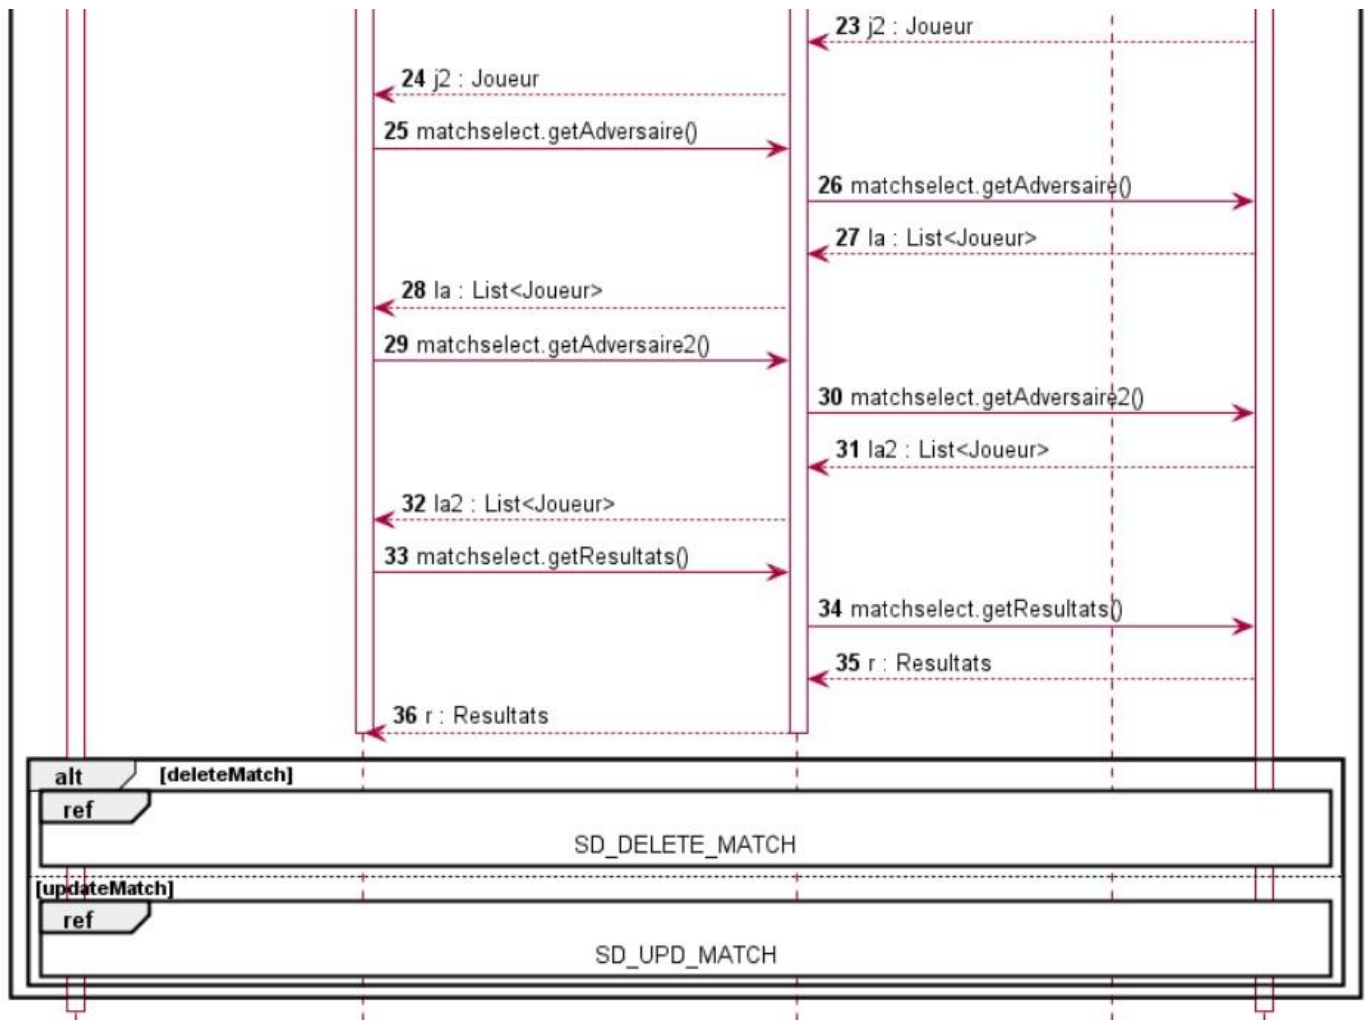 23 j2 : Joueur
24 j2 : Joueur
25 matchselect.getAdversaire()
26 matchselect.getAdversaire()
27 la : List<Joueur>
28 la : List<Joueur>
29 matchselect.getAdversaire2()
30 matchselect.getAdversaire2()
31 la2 : List<Joueur>
32 la2 : List<Joueur>
33 matchselect.getResultats()
34 matchselect.getResultats()
35 r : Resultats
36 r : Resultats
alt [deleteMatch]
ref
SD_DELETE_MATCH
[updateMatch]
ref
SD_UPD_MATCH